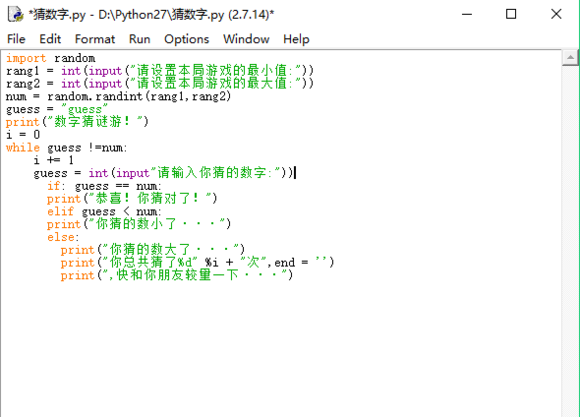 *猜数字.py - D:\Python27\猜数字.py (2.7.14)*
File Edit Format Run Options Window Help
import random
rang1 = int(input("请设置本局游戏的最小值:"))
rang2 = int(input("请设置本局游戏的最大值:"))
num = random.randint(rang1,rang2)
guess = "guess"
print("数字猜谜游！")
i = 0
while guess !=num:
    i += 1
    guess = int(input"请输入你猜的数字:"))
      if: guess == num:
      print("恭喜！你猜对了！")
      elif guess < num:
      print("你猜的数小了···")
      else:
        print("你猜的数大了···")
        print("你总共猜了%d" %i + "次",end = '')
        print(",快和你朋友较量一下···")